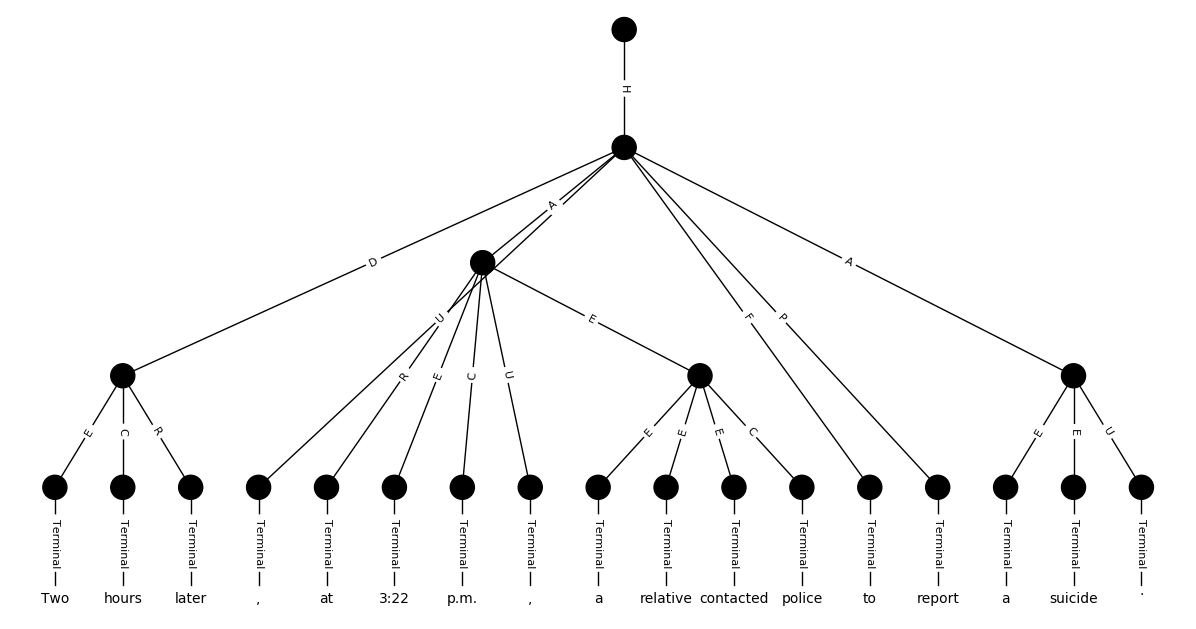 H
A
D
A
U
E
F
P
R
E
C
U
E
C
R
E
E
E
C
E
E
U
Terminal Terminal Terminal Terminal Terminal Terminal Terminal Terminal Terminal Terminal Terminal Terminal Terminal Terminal Terminal Terminal Terminal
Two hours later , at 3:22 p.m. , a relative contacted police to report a suicide .